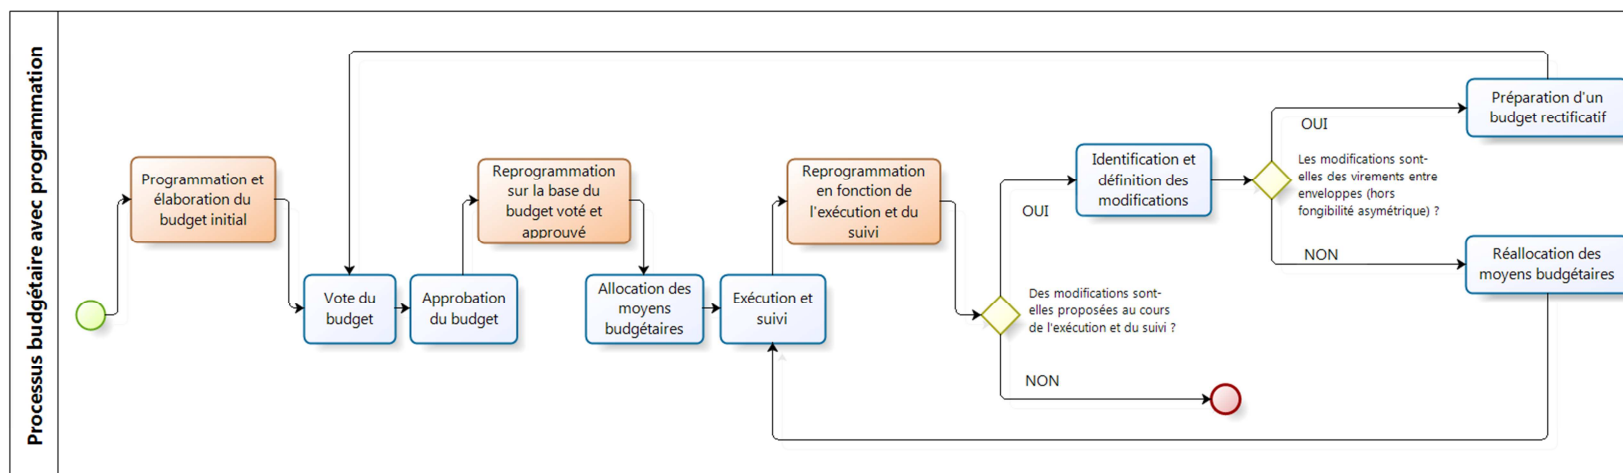 Processus budgétaire avec programmation
Programmation et
élaboration du
budget initial
Vote du
budget
Approbation
du budget
Reprogrammation
sur la base du
budget voté et
approuvé
Allocation des
moyens
budgétaires
Exécution et
suivi
Reprogrammation
en fonction de
l'exécution et du
suivi
Des modifications sont-
elles proposées au cours
de l'exécution et du suivi ?
OUI
NON
Identification et
définition des
modifications
Les modifications sont-
elles des virements entre
enveloppes (hors
fongibilité asymétrique) ?
OUI
NON
Préparation d'un
budget rectificatif
Réallocation des
moyens budgétaires